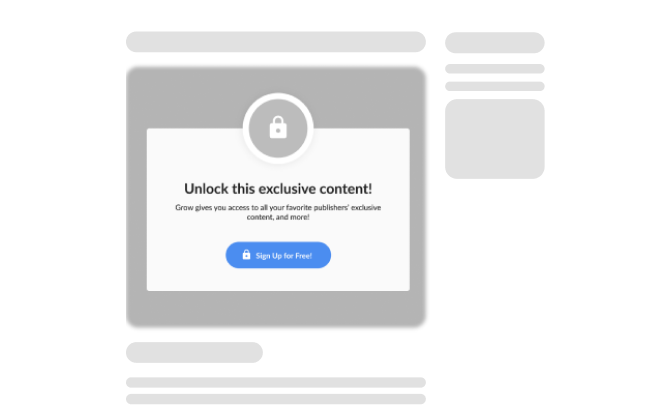 Unlock this exclusive content!
Grow gives you access to all your favorite publishers' exclusive
content, and more!
Sign Up for Free!